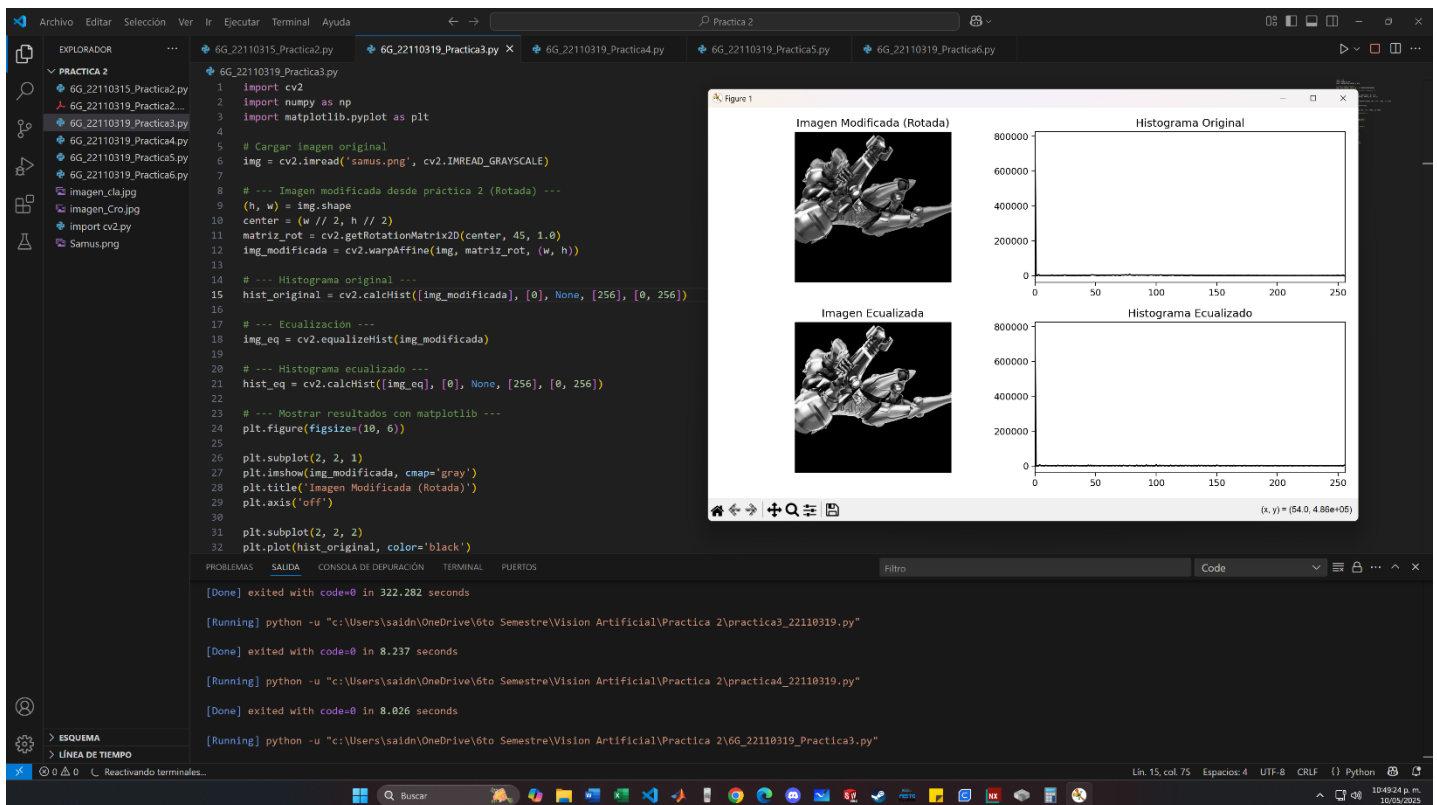 Archivo Editar Selección Ver Ir Ejecutar Terminal Ayuda
Practica 2
EXPLORADOR
6G_22110315_Practica2.py
6G_22110319_Practica3.py
6G_22110319_Practica4.py
6G_22110319_Practica5.py
6G_22110319_Practica6.py
PRACTICA 2
6G_22110315_Practica2.py
6G_22110319_Practica2....
6G_22110319_Practica3.py
6G_22110319_Practica4.py
6G_22110319_Practica5.py
6G_22110319_Practica6.py
imagen_cla.jpg
imagen_Cro.jpg
import cv2.py
Samus.png
6G_22110319_Practica3.py
1 import cv2
2 import numpy as np
3 import matplotlib.pyplot as plt
4
5 # Cargar imagen original
6 img = cv2.imread('samus.png', cv2.IMREAD_GRAYSCALE)
7
8 # --- Imagen modificada desde práctica 2 (Rotada) ---
9 (h, w) = img.shape
10 center = (w // 2, h // 2)
11 matriz_rot = cv2.getRotationMatrix2D(center, 45, 1.0)
12 img_modificada = cv2.warpAffine(img, matriz_rot, (w, h))
13
14 # --- Histograma original ---
15 hist_original = cv2.calcHist([img_modificada], [0], None, [256], [0, 256])
16
17 # --- Ecualización ---
18 img_eq = cv2.equalizeHist(img_modificada)
19
20 # --- Histograma ecualizado ---
21 hist_eq = cv2.calcHist([img_eq], [0], None, [256], [0, 256])
22
23 # --- Mostrar resultados con matplotlib ---
24 plt.figure(figsize=(10, 6))
25
26 plt.subplot(2, 2, 1)
27 plt.imshow(img_modificada, cmap='gray')
28 plt.title('Imagen Modificada (Rotada)')
29 plt.axis('off')
30
31 plt.subplot(2, 2, 2)
32 plt.plot(hist_original, color='black')
Figure 1
Imagen Modificada (Rotada)
Histograma Original
800000
600000
400000
200000
0
0 50 100 150 200 250
Imagen Ecualizada
Histograma Ecualizado
800000
600000
400000
200000
0
0 50 100 150 200 250
(x, y) = (54.0, 4.86e+05)
PROBLEMAS SALIDA CONSOLA DE DEPURACIÓN TERMINAL PUERTOS
Filtro
Code
[Done] exited with code=0 in 322.282 seconds
[Running] python -u "c:\Users\saidn\OneDrive\6to Semestre\Vision Artificial\Practica 2\practica3_22110319.py"
[Done] exited with code=0 in 8.237 seconds
[Running] python -u "c:\Users\saidn\OneDrive\6to Semestre\Vision Artificial\Practica 2\practica4_22110319.py"
[Done] exited with code=0 in 8.026 seconds
[Running] python -u "c:\Users\saidn\OneDrive\6to Semestre\Vision Artificial\Practica 2\6G_22110319_Practica3.py"
ESQUEMA
LÍNEA DE TIEMPO
0 0 Reactivando terminales...
Lín. 15, col. 75 Espacios: 4 UTF-8 CRLF {} Python
Buscar
10:49:24 p. m.
10/05/2025